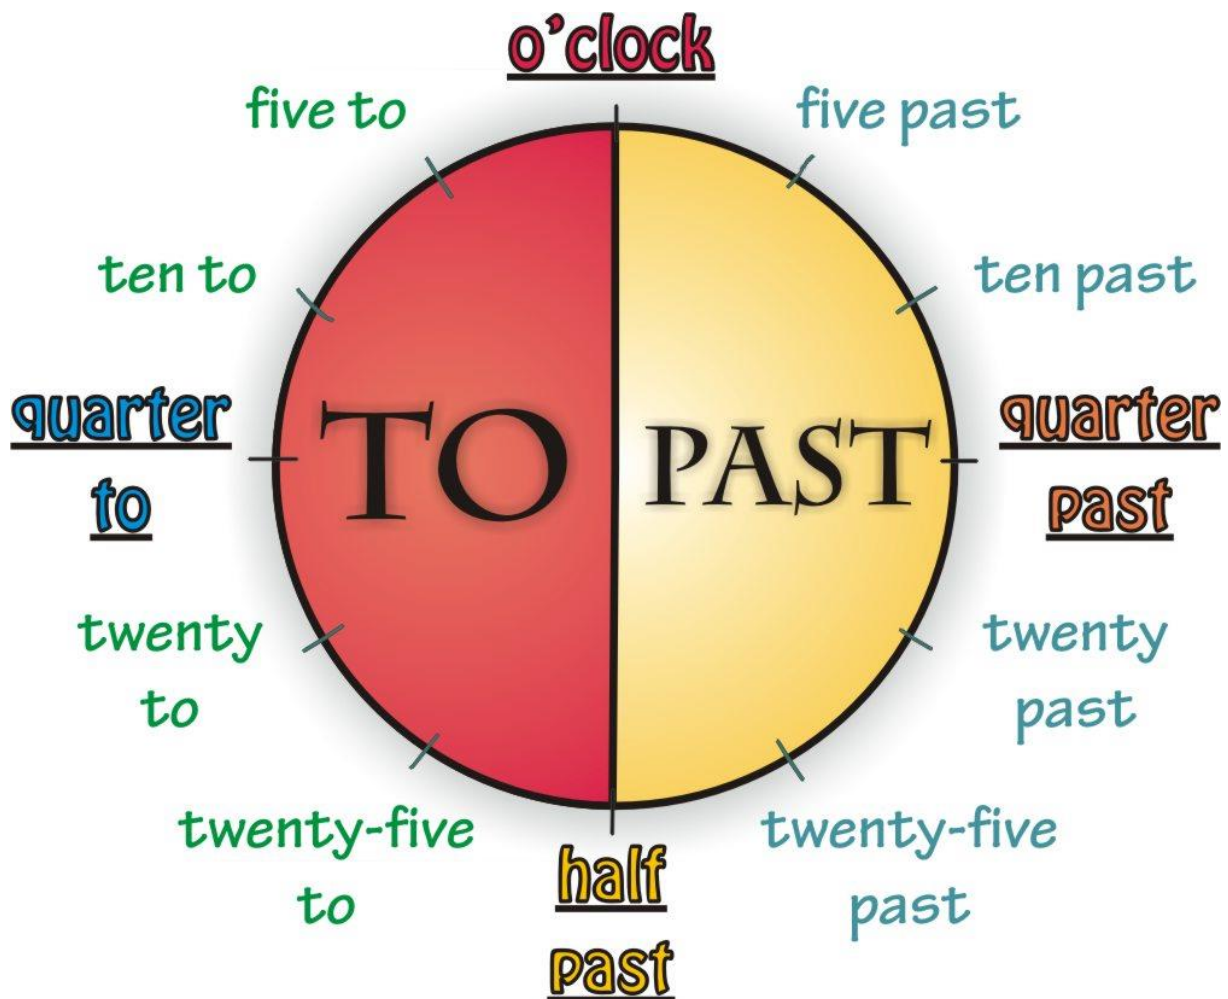 o'clock
five to
five past
ten to
ten past
quarter
to
TO
PAST
quarter
past
twenty
to
twenty
past
twenty-five
to
half
past
twenty-five
past